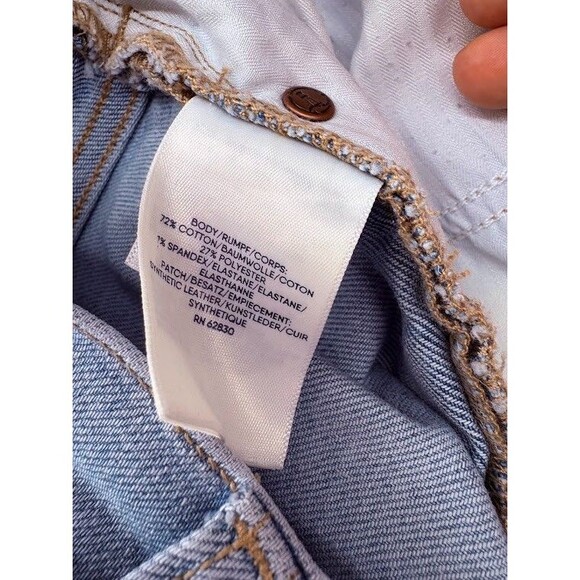 BODY/RUMPF/CORPS:
72% COTTON/BAUMWOLLE/COTON
27% POLYESTER
1% SPANDEX/ELASTANE/ELASTANE/
ELASTHANNE
PATCH/BESATZ/EMPIECEMENT:
SYNTHETIC LEATHER/KUNSTLEDER/CUIR
SYNTHETIQUE
RN 62830